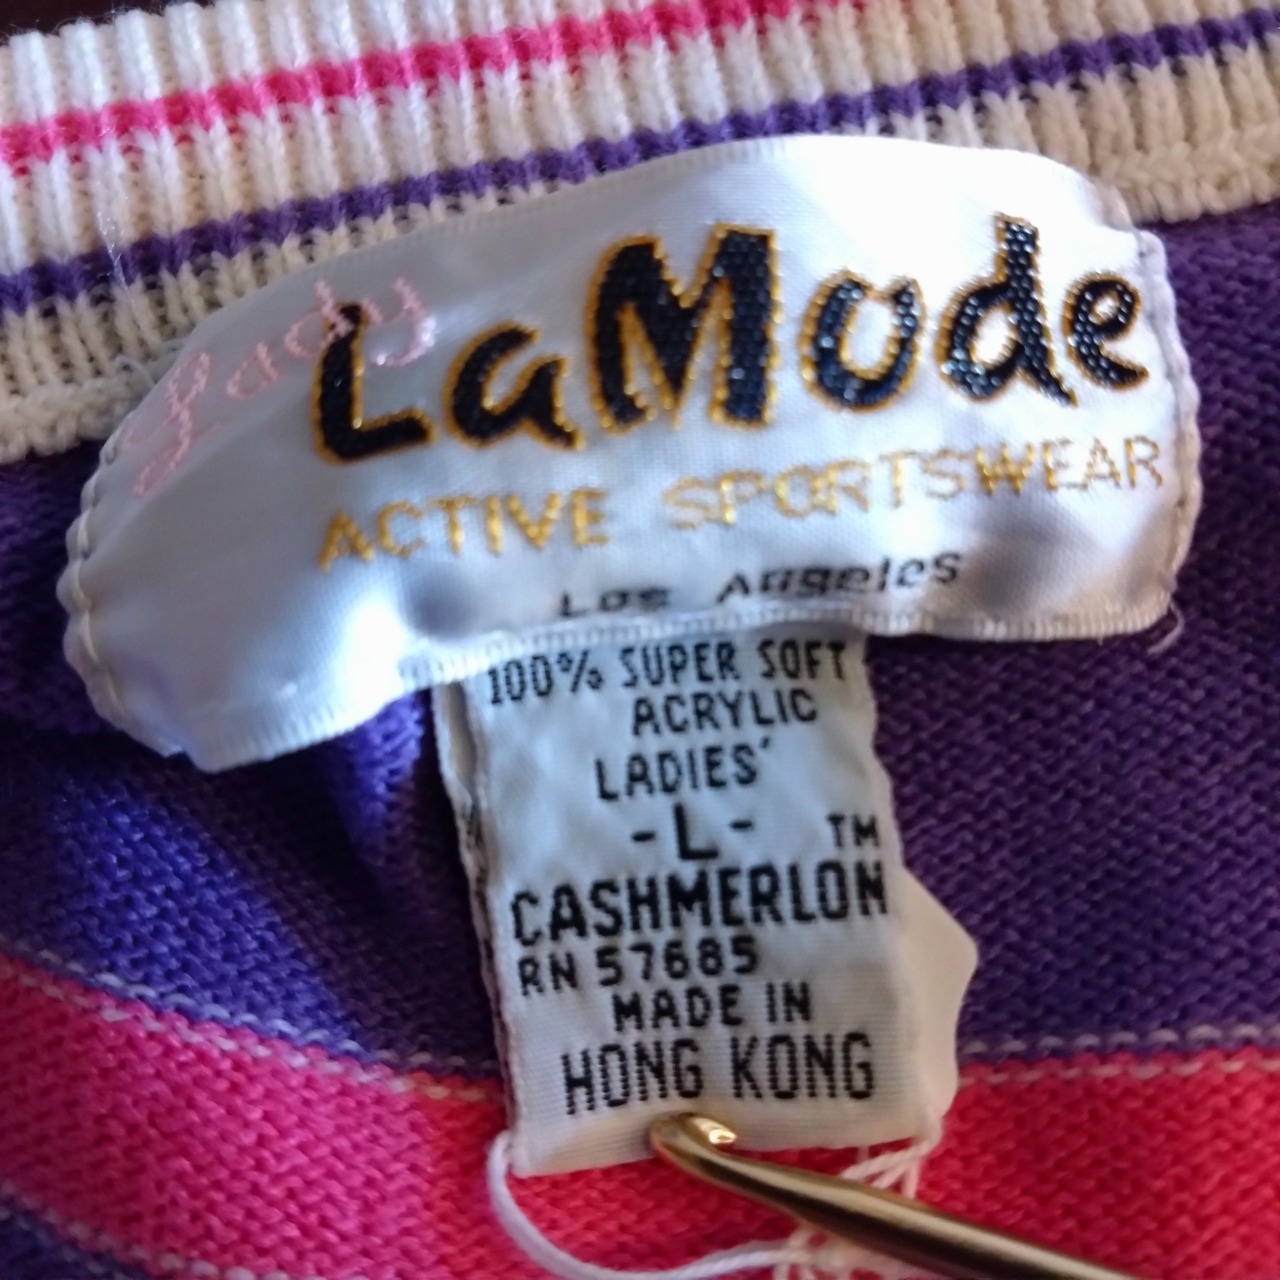 Lady
LaMode
ACTIVE SPORTSWEAR
Los Angeles
100% SUPER SOFT
ACRYLIC
LADIES'
-L- TM
CASHMERLON
RN 57685
MADE IN
HONG KONG